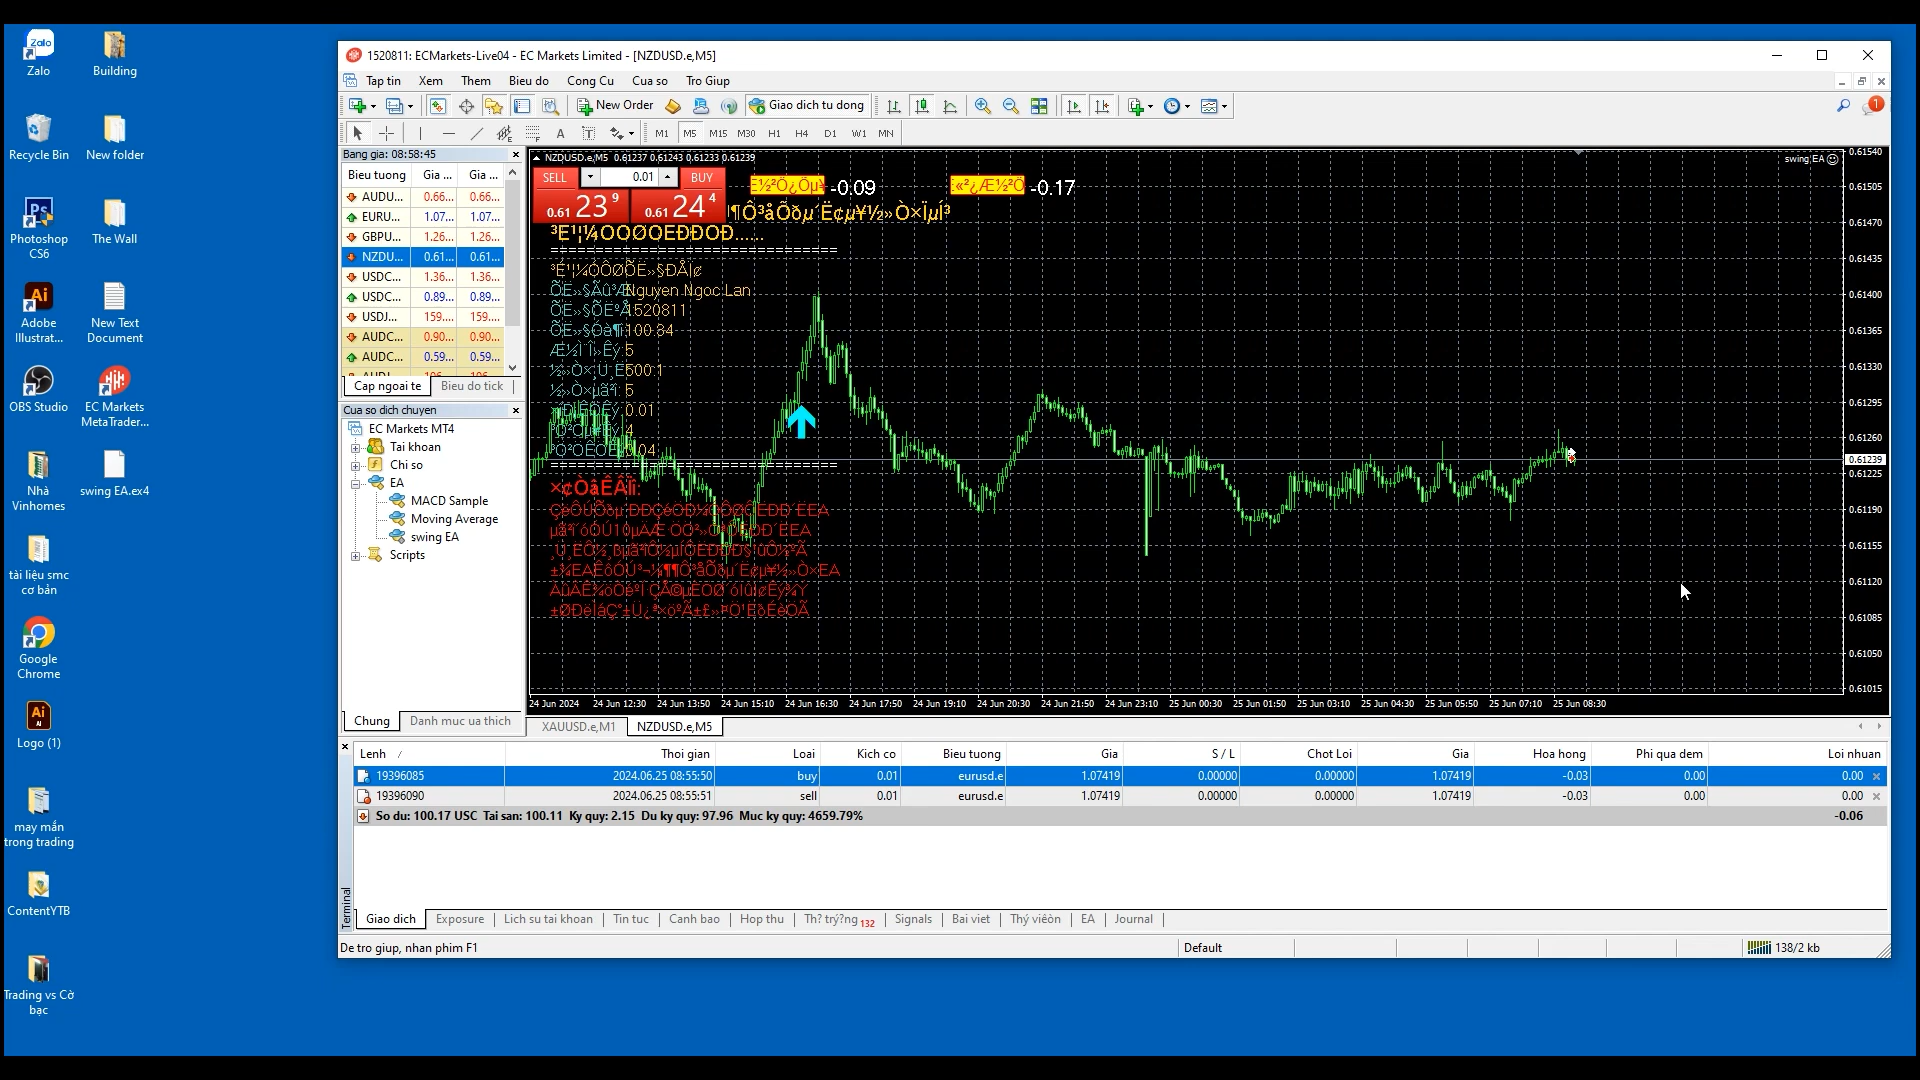 Zalo
Building
Recycle Bin
New folder
Photoshop CS6
The Wall
Adobe Illustrat...
New Text Document
OBS Studio
EC Markets MetaTrader...
Nhà Vinhomes
swing EA.ex4
tài liệu smc cơ bản
Google Chrome
Logo (1)
may mắn trong trading
ContentYTB
Trading vs Cờ bạc
1520811: ECMarkets-Live04 - EC Markets Limited - [NZDUSD.e,M5]
Tap tin Xem Them Bieu do Cong Cu Cua so Tro Giup
New Order Giao dich tu dong 1
M1 M5 M15 M30 H1 H4 D1 W1 MN
Bang gia: 08:58:45
Bieu tuong Gia ... Gia ...
AUDU... 0.66... 0.66...
EURU... 1.07... 1.07...
GBPU... 1.26... 1.26...
NZDU... 0.61... 0.61...
USDC... 1.36... 1.36...
USDC... 0.89... 0.89...
USDJ... 159.... 159....
AUDC... 0.90... 0.90...
AUDC... 0.59... 0.59...
Cap ngoai te Bieu do tick
Cua so dich chuyen
EC Markets MT4
Tai khoan
Chi so
EA
MACD Sample
Moving Average
swing EA
Scripts
Chung Danh muc ua thich
NZDUSD.e,M5 0.61237 0.61243 0.61233 0.61239
swing EA
SELL 0.01 BUY
0.61 23 9 0.61 24 4
-0.09 -0.17
Nguyen Ngoc Lan
1520811
100.34
5
500:1
5
0.01
4
0.04
0.61540
0.61505
0.61470
0.61435
0.61400
0.61365
0.61330
0.61295
0.61260
0.61239
0.61225
0.61190
0.61155
0.61120
0.61085
0.61050
0.61015
24 Jun 2024 24 Jun 12:30 24 Jun 13:50 24 Jun 15:10 24 Jun 16:30 24 Jun 17:50 24 Jun 19:10 24 Jun 20:30 24 Jun 21:50 24 Jun 23:10 25 Jun 00:30 25 Jun 01:50 25 Jun 03:10 25 Jun 04:30 25 Jun 05:50 25 Jun 07:10 25 Jun 08:30
XAUUSD.e,M1 NZDUSD.e,M5
Lenh / Thoi gian Loai Kich co Bieu tuong Gia S / L Chot Loi Gia Hoa hong Phi qua dem Loi nhuan
19396085 2024.06.25 08:55:50 buy 0.01 eurusd.e 1.07419 0.00000 0.00000 1.07419 -0.03 0.00 0.00
19396090 2024.06.25 08:55:51 sell 0.01 eurusd.e 1.07419 0.00000 0.00000 1.07419 -0.03 0.00 0.00
So du: 100.17 USC Tai san: 100.11 Ky quy: 2.15 Du ky quy: 97.96 Muc ky quy: 4659.79% -0.06
Terminal
Giao dich Exposure Lich su tai khoan Tin tuc Canh bao Hop thu Th? trý?ng 132 Signals Bai viet Thý viêòn EA Journal
De tro giup, nhan phim F1 Default 138/2 kb